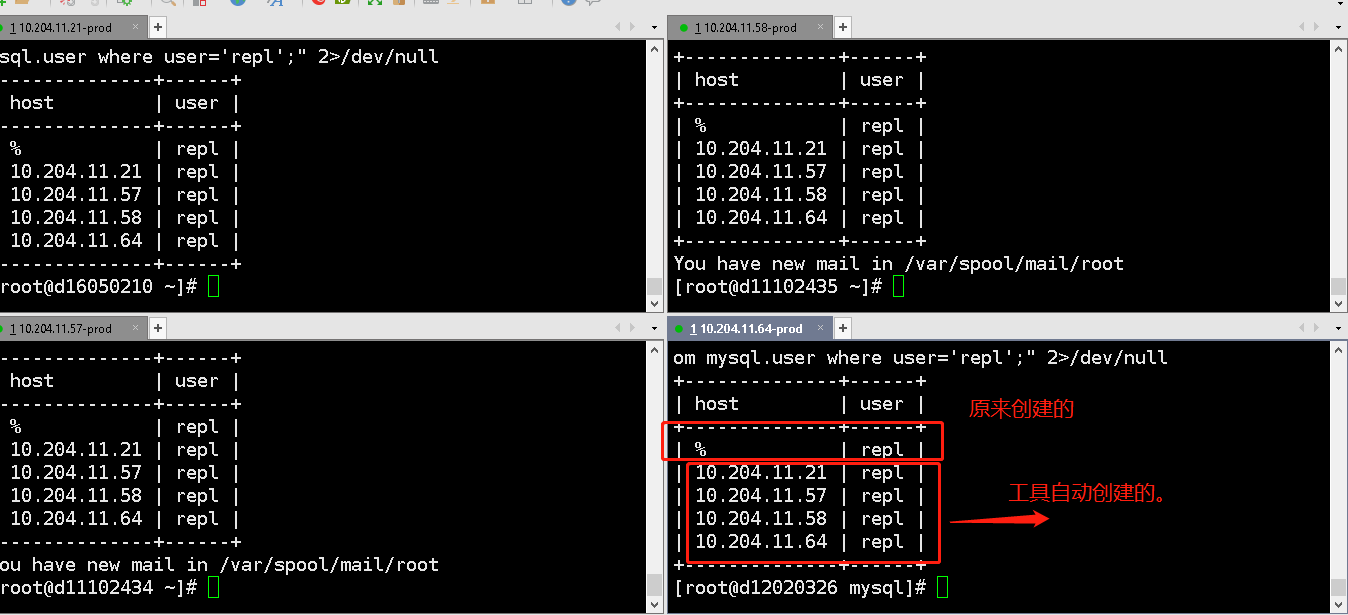 1 10.204.11.21-prod × +
sql.user where user='repl';" 2>/dev/null
--------------+------+
host | user |
--------------+------+
% | repl |
10.204.11.21 | repl |
10.204.11.57 | repl |
10.204.11.58 | repl |
10.204.11.64 | repl |
--------------+------+
root@d16050210 ~]#
1 10.204.11.58-prod × +
+--------------+------+
| host | user |
+--------------+------+
| % | repl |
| 10.204.11.21 | repl |
| 10.204.11.57 | repl |
| 10.204.11.58 | repl |
| 10.204.11.64 | repl |
+--------------+------+
You have new mail in /var/spool/mail/root
[root@d11102435 ~]#
1 10.204.11.57-prod × +
--------------+------+
host | user |
--------------+------+
% | repl |
10.204.11.21 | repl |
10.204.11.57 | repl |
10.204.11.58 | repl |
10.204.11.64 | repl |
--------------+------+
ou have new mail in /var/spool/mail/root
root@d11102434 ~]#
1 10.204.11.64-prod × +
om mysql.user where user='repl';" 2>/dev/null
+--------------+------+
| host | user |
+--------------+------+
| % | repl |
| 10.204.11.21 | repl |
| 10.204.11.57 | repl |
| 10.204.11.58 | repl |
| 10.204.11.64 | repl |
+--------------+------+
[root@d12020326 mysql]#
原来创建的
工具自动创建的。